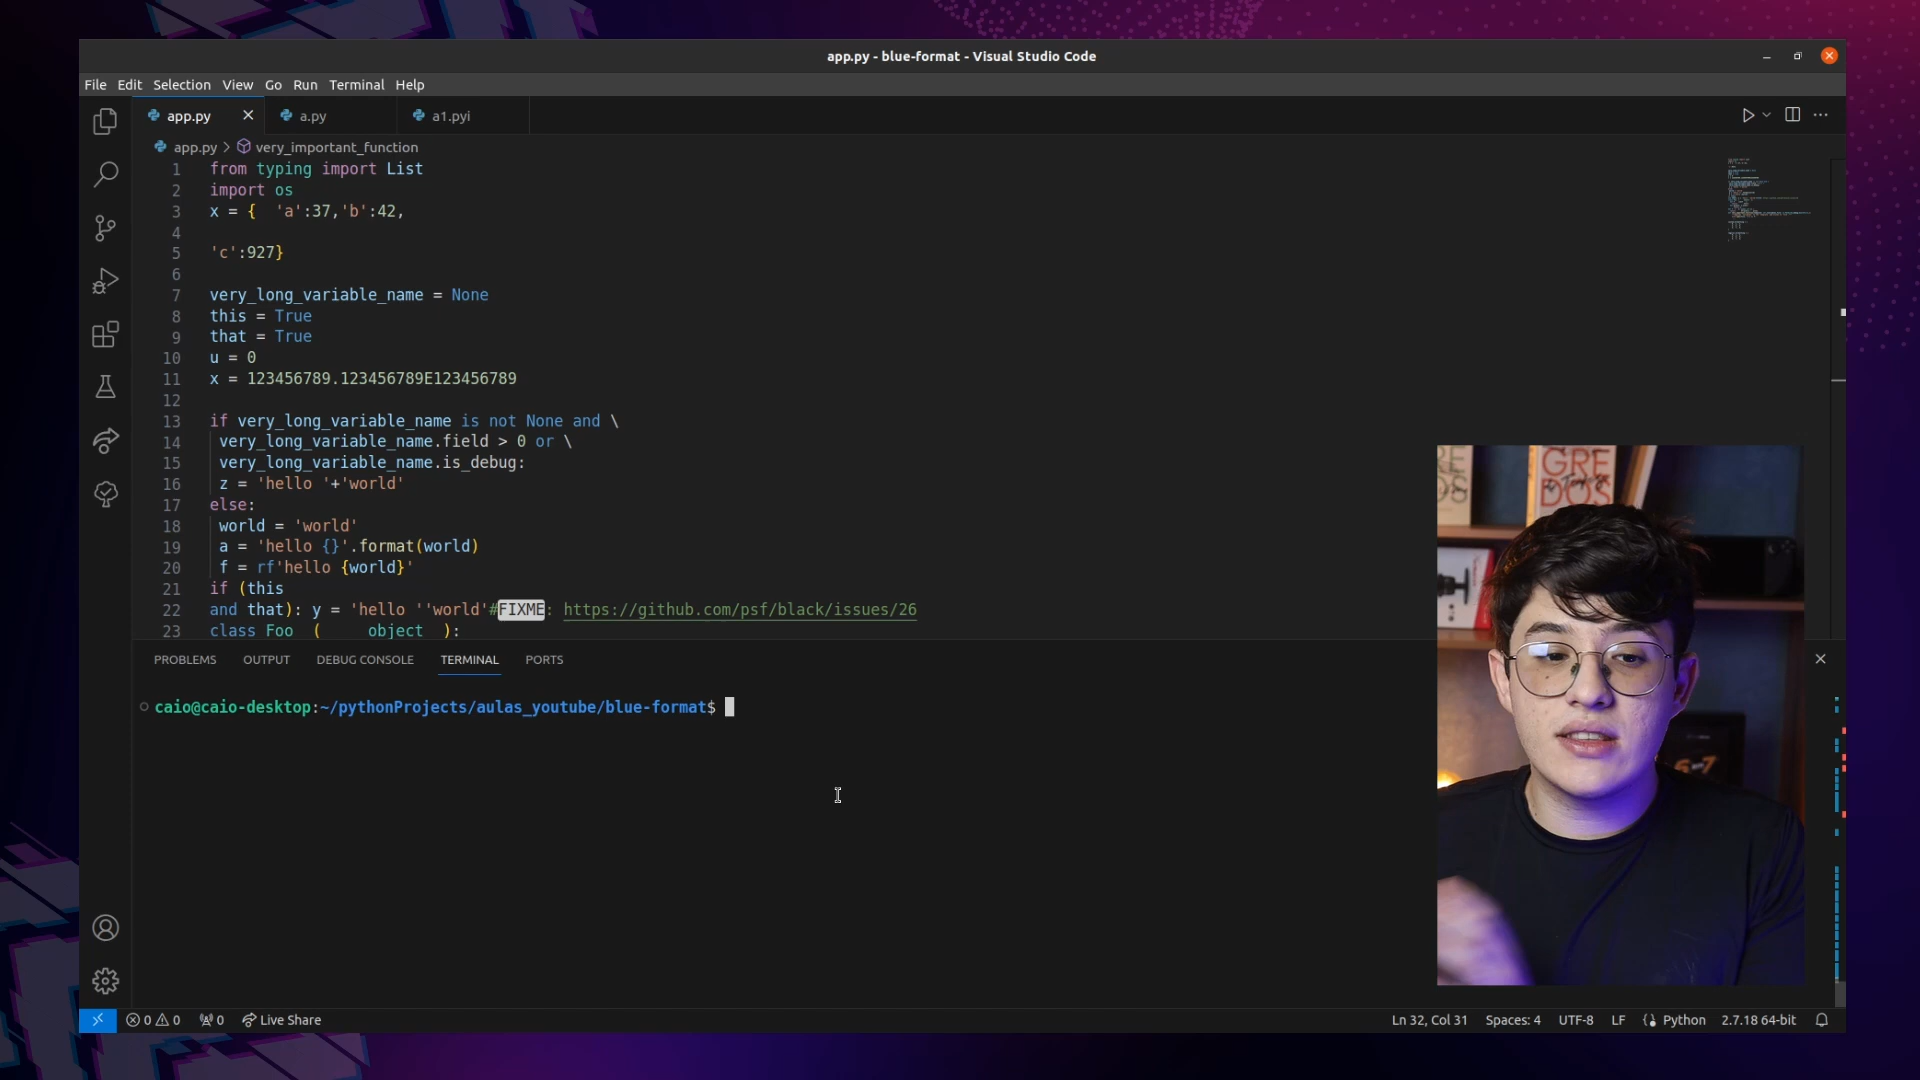 app.py - blue-format - Visual Studio Code
File Edit Selection View Go Run Terminal Help
app.py a.py a1.pyi
app.py > very_important_function
1 from typing import List
2 import os
3 x = {  'a':37,'b':42,
4
5 'c':927}
6
7 very_long_variable_name = None
8 this = True
9 that = True
10 u = 0
11 x = 123456789.123456789E123456789
12
13 if very_long_variable_name is not None and \
14  very_long_variable_name.field > 0 or \
15  very_long_variable_name.is_debug:
16  z = 'hello '+'world'
17 else:
18  world = 'world'
19  a = 'hello {}'.format(world)
20  f = rf'hello {world}'
21 if (this
22 and that): y = 'hello ''world'#FIXME: https://github.com/psf/black/issues/26
23 class Foo  (     object  ):
GRE
DOS
PROBLEMS OUTPUT DEBUG CONSOLE TERMINAL PORTS
caio@caio-desktop:~/pythonProjects/aulas_youtube/blue-format$
0 0 0 Live Share
Ln 32, Col 31 Spaces: 4 UTF-8 LF Python 2.7.18 64-bit